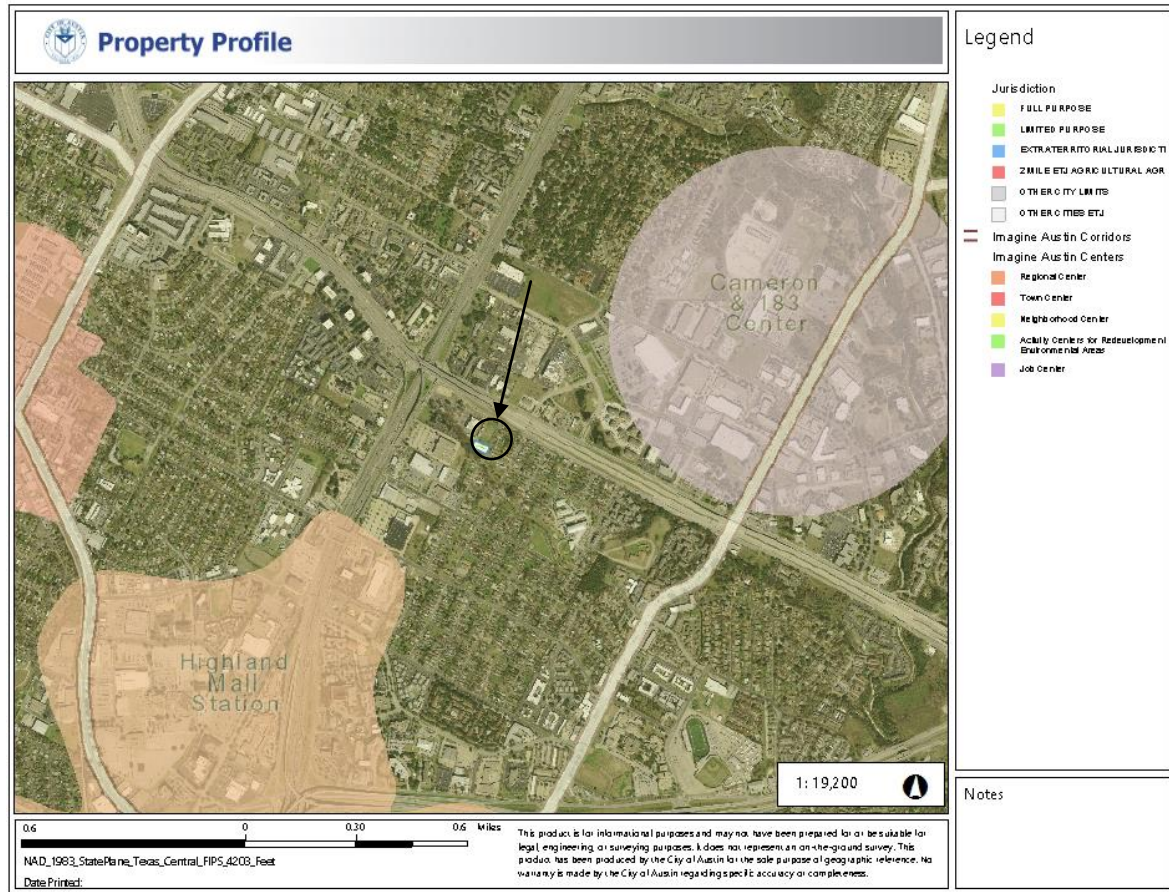 Property Profile
Cameron
& 183
Center
Highland
Mall
Station
1: 19,200
Legend
Jurisdiction
FULL PURPOSE
LIMITED PURPOSE
EXTRATERRITORIAL JURISDICTI
2 MILE ETJ AGRICULTURAL AGR
OTHER CITY LIMITS
OTHER CITIES ETJ
Imagine Austin Corridors
Imagine Austin Centers
Regional Center
Town Center
Neighborhood Center
Activity Centers for Redevelopment
Environmental Areas
Job Center
Notes
0.6 0 0.30 0.6 Miles
NAD_1983_StatePlane_Texas_Central_FIPS_4203_Feet
Date Printed:
This product is for informational purposes and may not have been prepared for or be suitable for
legal, engineering, or surveying purposes. It does not represent an on-the-ground survey. This
product has been produced by the City of Austin for the sole purpose of geographic reference. No
warranty is made by the City of Austin regarding specific accuracy or completeness.